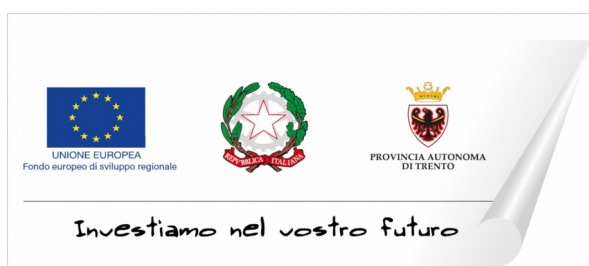 UNIONE EUROPEA
Fondo europeo di sviluppo regionale
REPVBBLICA ITALIANA
PROVINCIA AUTONOMA
DI TRENTO
Investiamo nel vostro futuro